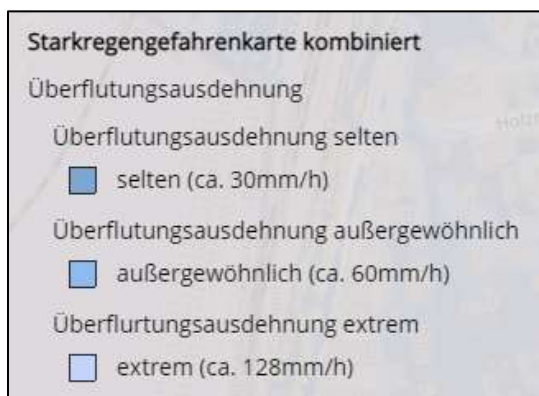 Starkregengefahrenkarte kombiniert
Überflutungsausdehnung
Überflutungsausdehnung selten
selten (ca. 30mm/h)
Überflutungsausdehnung außergewöhnlich
außergewöhnlich (ca. 60mm/h)
Überflurtungsausdehnung extrem
extrem (ca. 128mm/h)